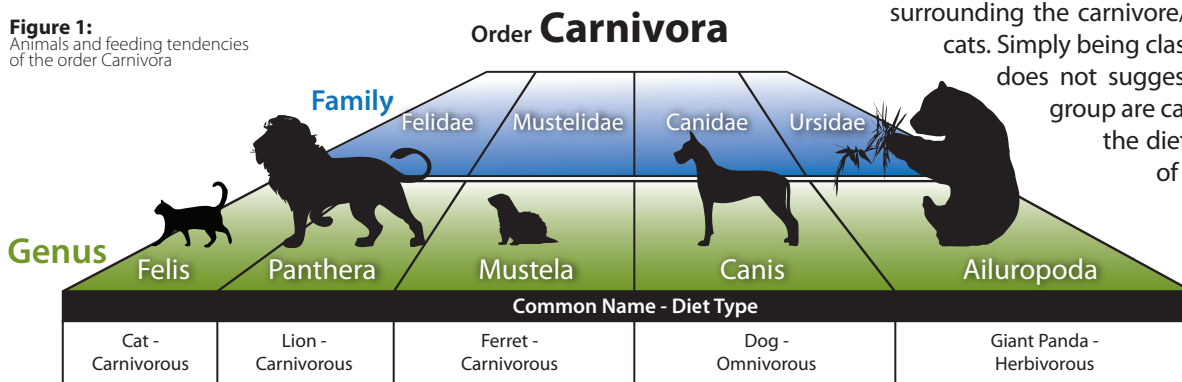 Figure 1:
Animals and feeding tendencies
of the order Carnivora
Order Carnivora
surrounding the carnivore/
cats. Simply being clas
does not sugges
group are ca
the diet
of
Family
Felidae Mustelidae Canidae Ursidae
Genus
Felis Panthera Mustela Canis Ailuropoda
Common Name - Diet Type
Cat -
Carnivorous
Lion -
Carnivorous
Ferret -
Carnivorous
Dog -
Omnivorous
Giant Panda -
Herbivorous